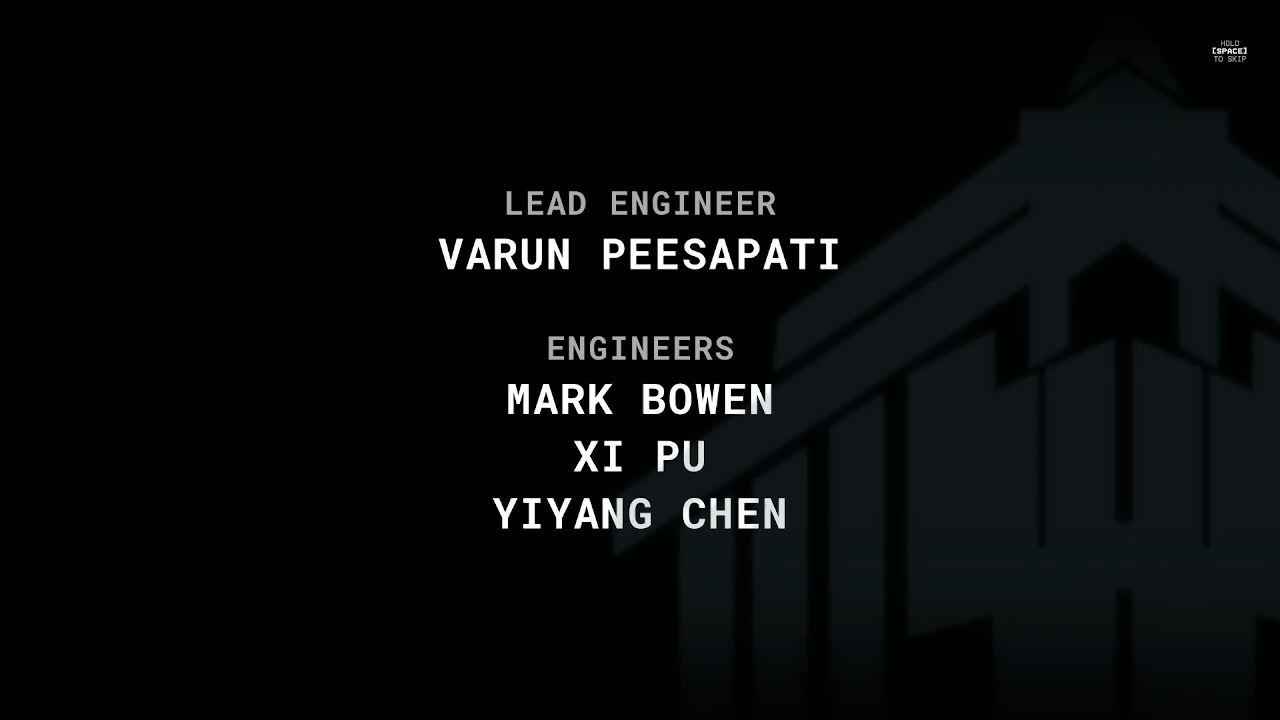 HOLD
[SPACE]
TO SKIP
LEAD ENGINEER
VARUN PEESAPATI
ENGINEERS
MARK BOWEN
XI PU
YIYANG CHEN